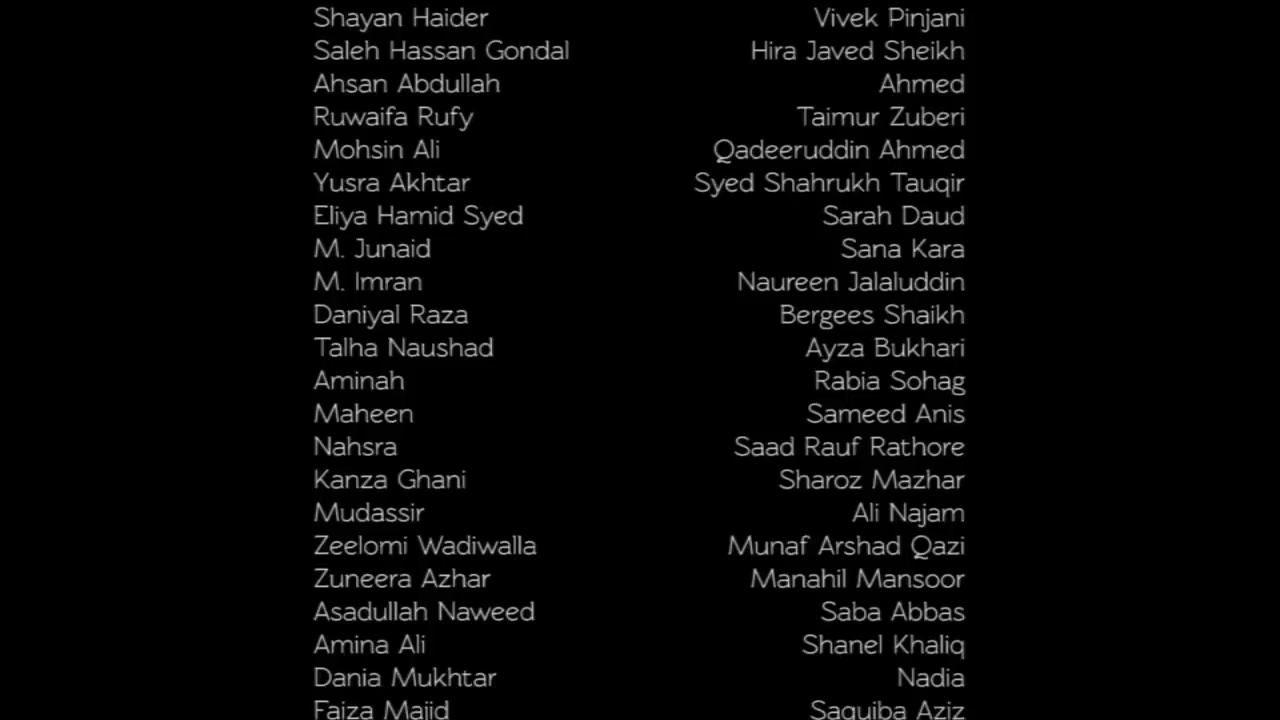 Shayan Haider Vivek Pinjani
Saleh Hassan Gondal Hira Javed Sheikh
Ahsan Abdullah Ahmed
Ruwaifa Rufy Taimur Zuberi
Mohsin Ali Qadeeruddin Ahmed
Yusra Akhtar Syed Shahrukh Tauqir
Eliya Hamid Syed Sarah Daud
M. Junaid Sana Kara
M. Imran Naureen Jalaluddin
Daniyal Raza Bergees Shaikh
Talha Naushad Ayza Bukhari
Aminah Rabia Sohag
Maheen Sameed Anis
Nahsra Saad Rauf Rathore
Kanza Ghani Sharoz Mazhar
Mudassir Ali Najam
Zeelomi Wadiwalla Munaf Arshad Qazi
Zuneera Azhar Manahil Mansoor
Asadullah Naweed Saba Abbas
Amina Ali Shanel Khaliq
Dania Mukhtar Nadia
Faiza Majid Saquiba Aziz